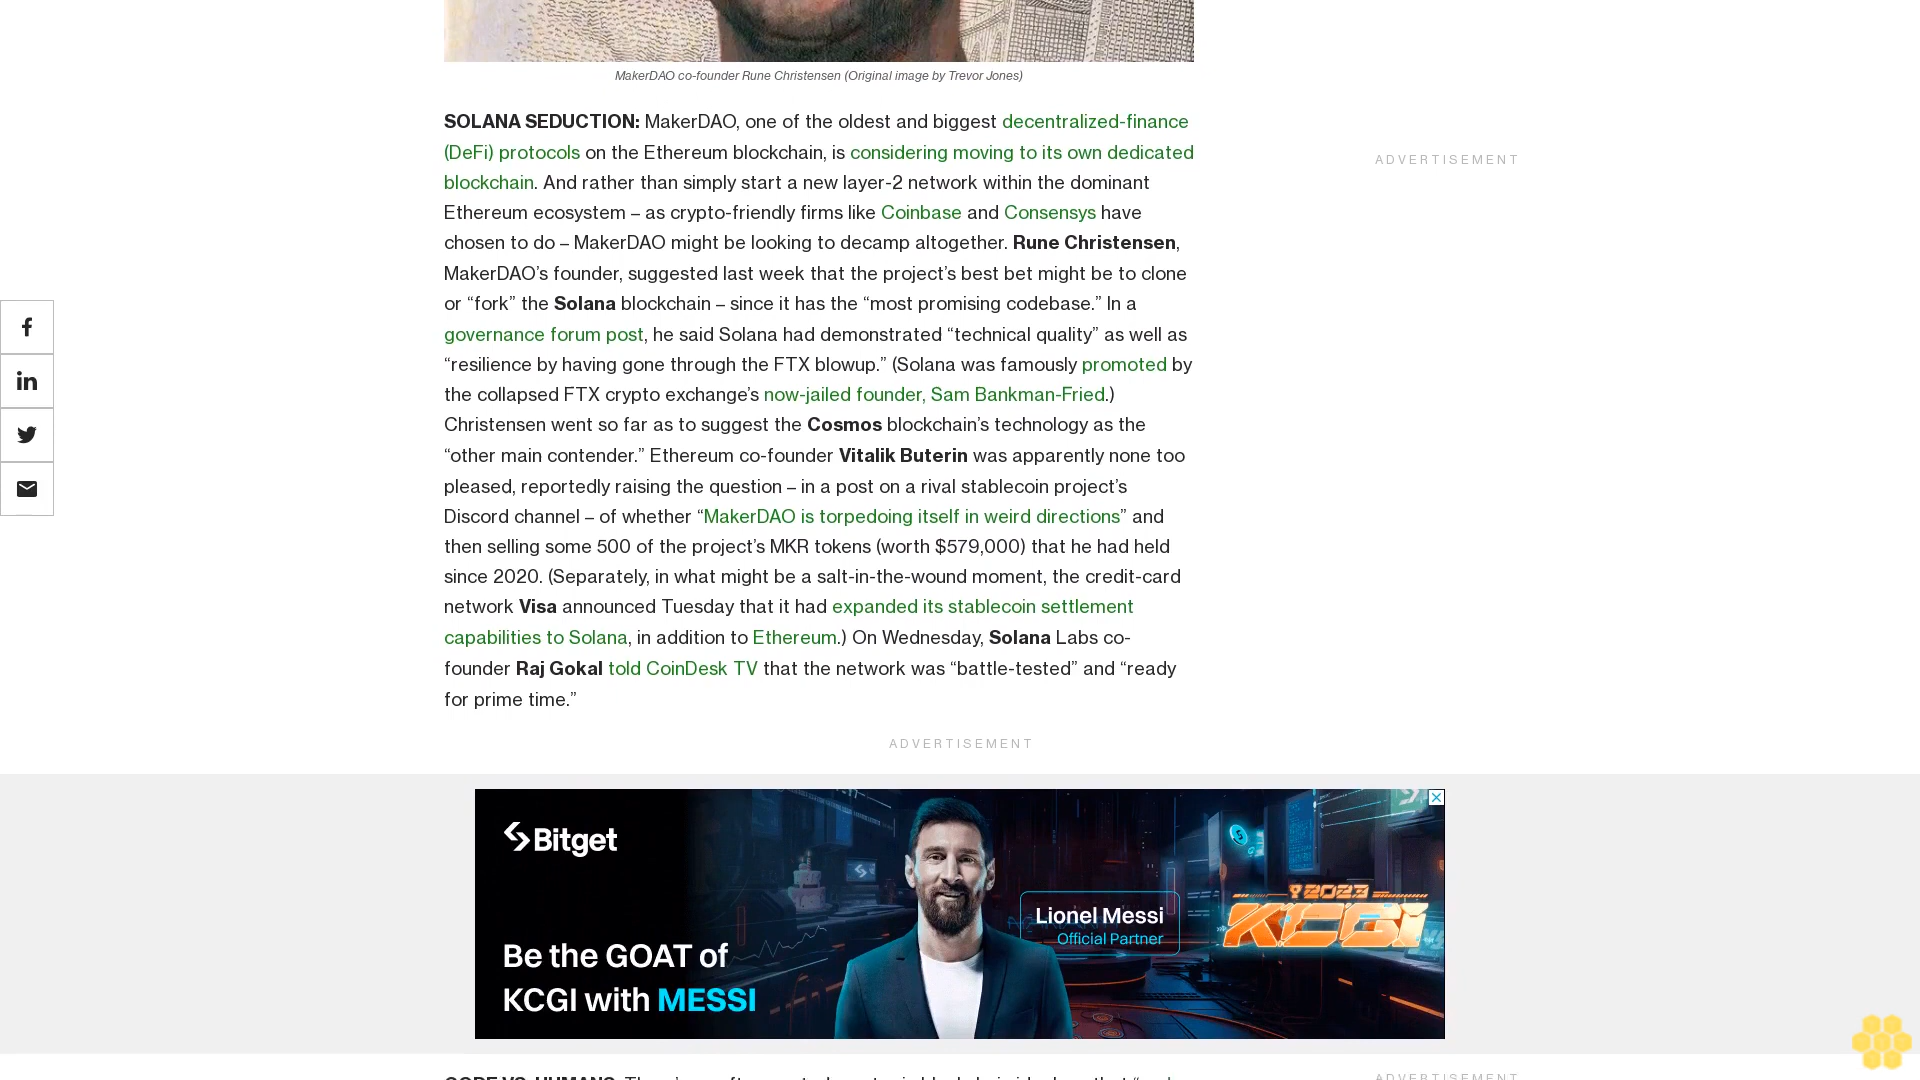 MakerDAO co-founder Rune Christensen (Original image by Trevor Jones)
SOLANA SEDUCTION: MakerDAO, one of the oldest and biggest decentralized-finance
(DeFi) protocols on the Ethereum blockchain, is considering moving to its own dedicated
blockchain. And rather than simply start a new layer-2 network within the dominant
Ethereum ecosystem – as crypto-friendly firms like Coinbase and Consensys have
chosen to do – MakerDAO might be looking to decamp altogether. Rune Christensen,
MakerDAO’s founder, suggested last week that the project’s best bet might be to clone
or “fork” the Solana blockchain – since it has the “most promising codebase.” In a
governance forum post, he said Solana had demonstrated “technical quality” as well as
“resilience by having gone through the FTX blowup.” (Solana was famously promoted by
the collapsed FTX crypto exchange’s now-jailed founder, Sam Bankman-Fried.)
Christensen went so far as to suggest the Cosmos blockchain’s technology as the
“other main contender.” Ethereum co-founder Vitalik Buterin was apparently none too
pleased, reportedly raising the question – in a post on a rival stablecoin project’s
Discord channel – of whether “MakerDAO is torpedoing itself in weird directions” and
then selling some 500 of the project’s MKR tokens (worth $579,000) that he had held
since 2020. (Separately, in what might be a salt-in-the-wound moment, the credit-card
network Visa announced Tuesday that it had expanded its stablecoin settlement
capabilities to Solana, in addition to Ethereum.) On Wednesday, Solana Labs co-
founder Raj Gokal told CoinDesk TV that the network was “battle-tested” and “ready
for prime time.”
ADVERTISEMENT
ADVERTISEMENT
Bitget
Be the GOAT of
KCGI with MESSI
Lionel Messi
Official Partner
2023
KCGI
ADVERTISEMENT